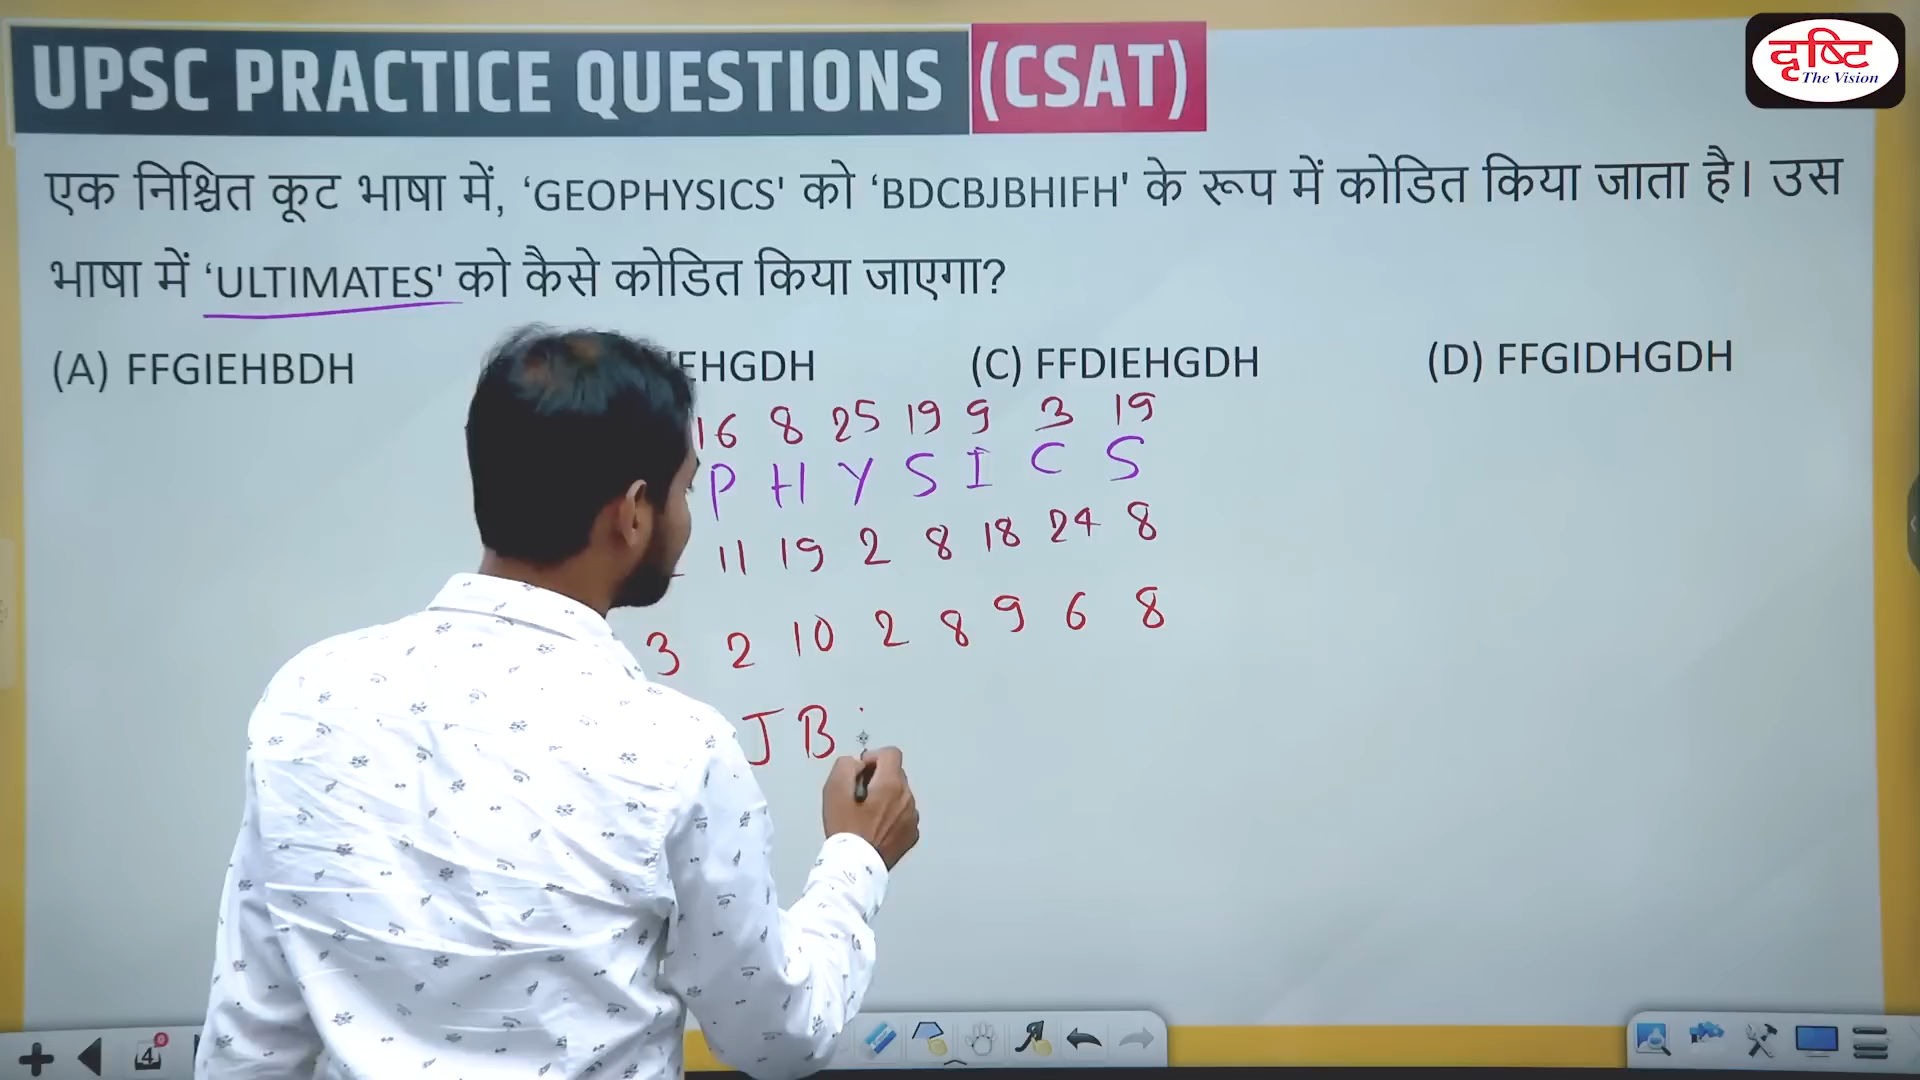 UPSC PRACTICE QUESTIONS (CSAT)
दृष्टि
The Vision
एक निश्चित कूट भाषा में, ‘GEOPHYSICS' को ‘BDCBJBHIFH' के रूप में कोडित किया जाता है। उस
भाषा में ‘ULTIMATES' को कैसे कोडित किया जाएगा?
(A) FFGIEHBDH EHGDH (C) FFDIEHGDH (D) FFGIDHGDH
16 8 25 19 9 3 19
P H Y S I C S
11 19 2 8 18 24 8
3 2 10 2 8 9 6 8
J B
4 0